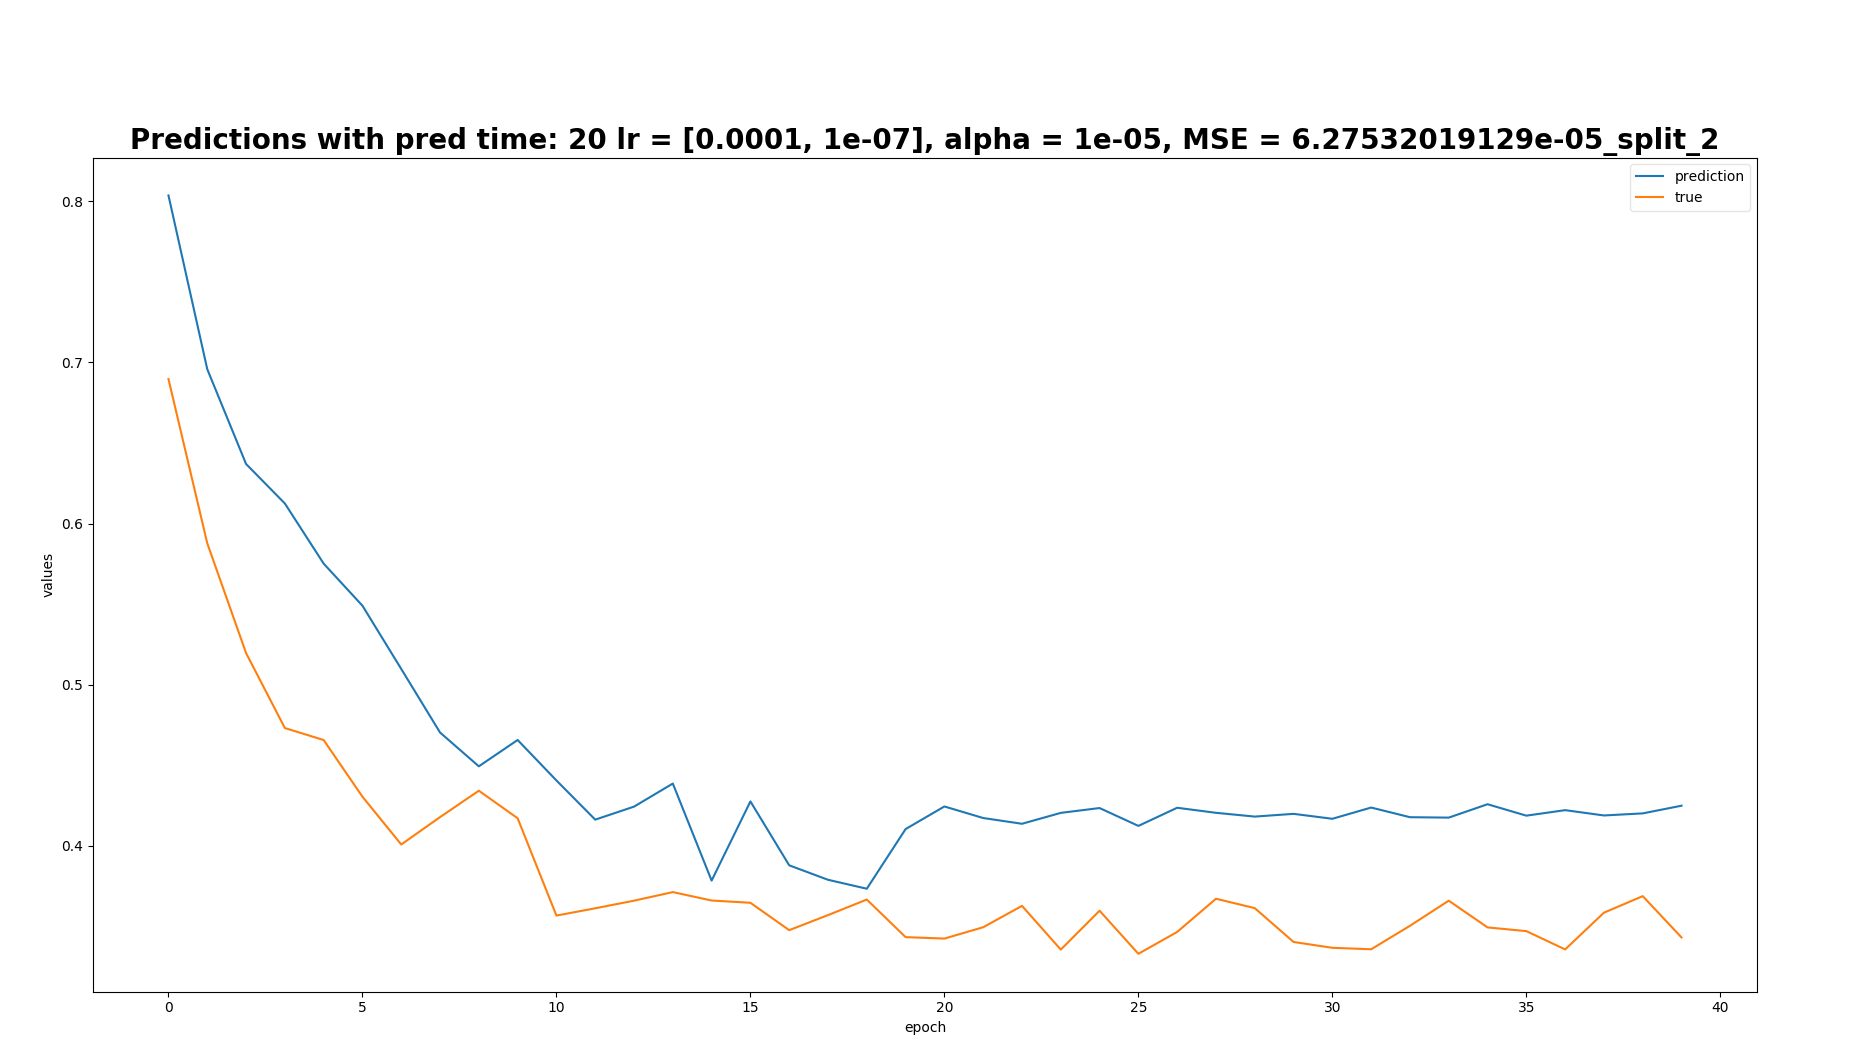 Predictions with pred time: 20 lr = [0.0001, 1e-07], alpha = 1e-05, MSE = 6.27532019129e-05_split_2
prediction
true
0.8
0.7
0.6
0.5
0.4
values
0 5 10 15 20 25 30 35 40
epoch